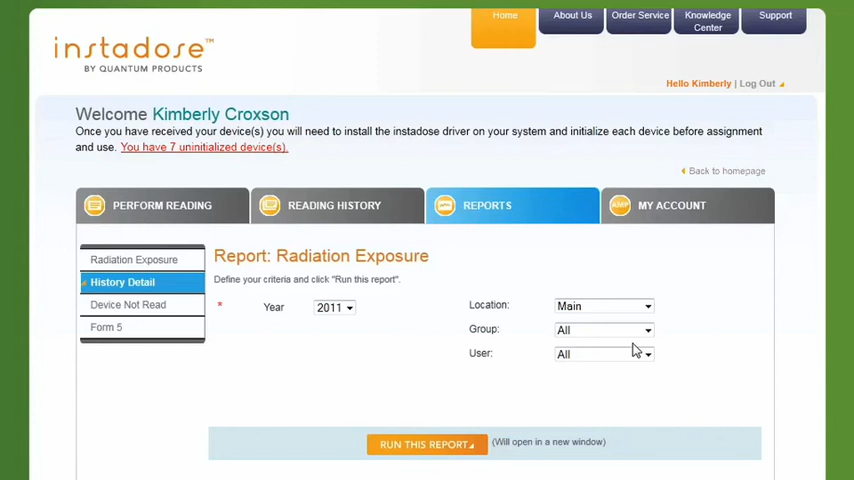 Home
About Us
Order Service
Knowledge
Center
Support
instadose™
BY QUANTUM PRODUCTS
Hello Kimberly | Log Out
Welcome Kimberly Croxson
Once you have received your device(s) you will need to install the instadose driver on your system and initialize each device before assignment
and use. You have 7 uninitialized device(s).
Back to homepage
PERFORM READING
READING HISTORY
REPORTS
AMP MY ACCOUNT
Radiation Exposure
History Detail
Device Not Read
Form 5
Report: Radiation Exposure
Define your criteria and click "Run this report".
* Year 2011
Location: Main
Group: All
User: All
RUN THIS REPORT (Will open in a new window)